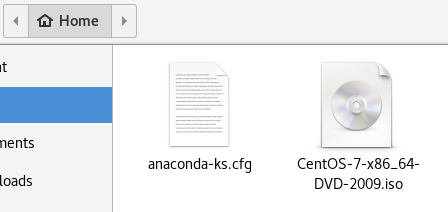 Home
nt
ments
loads
anaconda-ks.cfg
CentOS-7-x86_64-
DVD-2009.iso